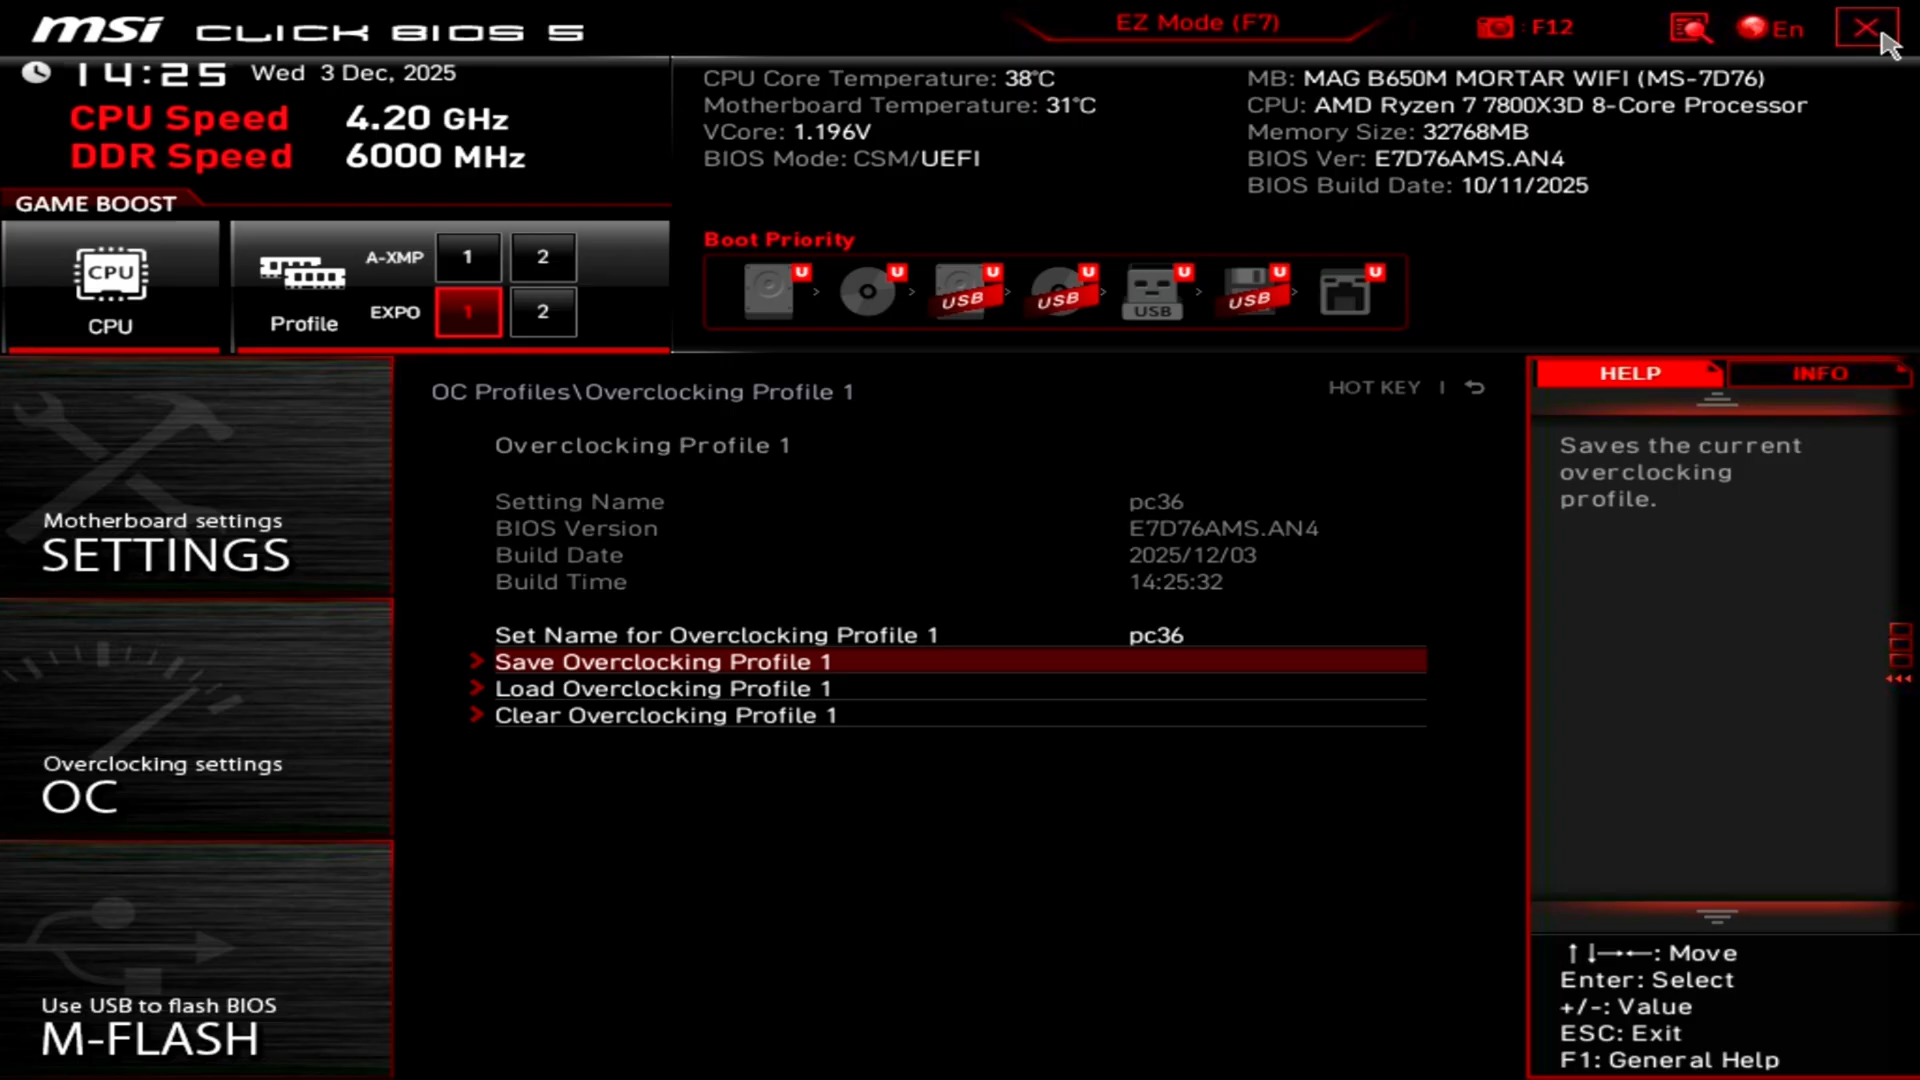 msi CLICK BIOS 5
EZ Mode (F7)
: F12
En
14:25 Wed 3 Dec, 2025
CPU Speed 4.20 GHz
DDR Speed 6000 MHz
CPU Core Temperature: 38°C
Motherboard Temperature: 31°C
VCore: 1.196V
BIOS Mode: CSM/UEFI
MB: MAG B650M MORTAR WIFI (MS-7D76)
CPU: AMD Ryzen 7 7800X3D 8-Core Processor
Memory Size: 32768MB
BIOS Ver: E7D76AMS.AN4
BIOS Build Date: 10/11/2025
GAME BOOST
CPU
CPU
Profile
A-XMP 1 2
EXPO 1 2
Boot Priority
U U U U U U U
USB USB USB USB
Motherboard settings
SETTINGS
Overclocking settings
OC
Use USB to flash BIOS
M-FLASH
OC Profiles\Overclocking Profile 1
HOT KEY |
Overclocking Profile 1
Setting Name pc36
BIOS Version E7D76AMS.AN4
Build Date 2025/12/03
Build Time 14:25:32
Set Name for Overclocking Profile 1 pc36
> Save Overclocking Profile 1
> Load Overclocking Profile 1
> Clear Overclocking Profile 1
HELP INFO
Saves the current
overclocking
profile.
↑↓→←: Move
Enter: Select
+/-: Value
ESC: Exit
F1: General Help